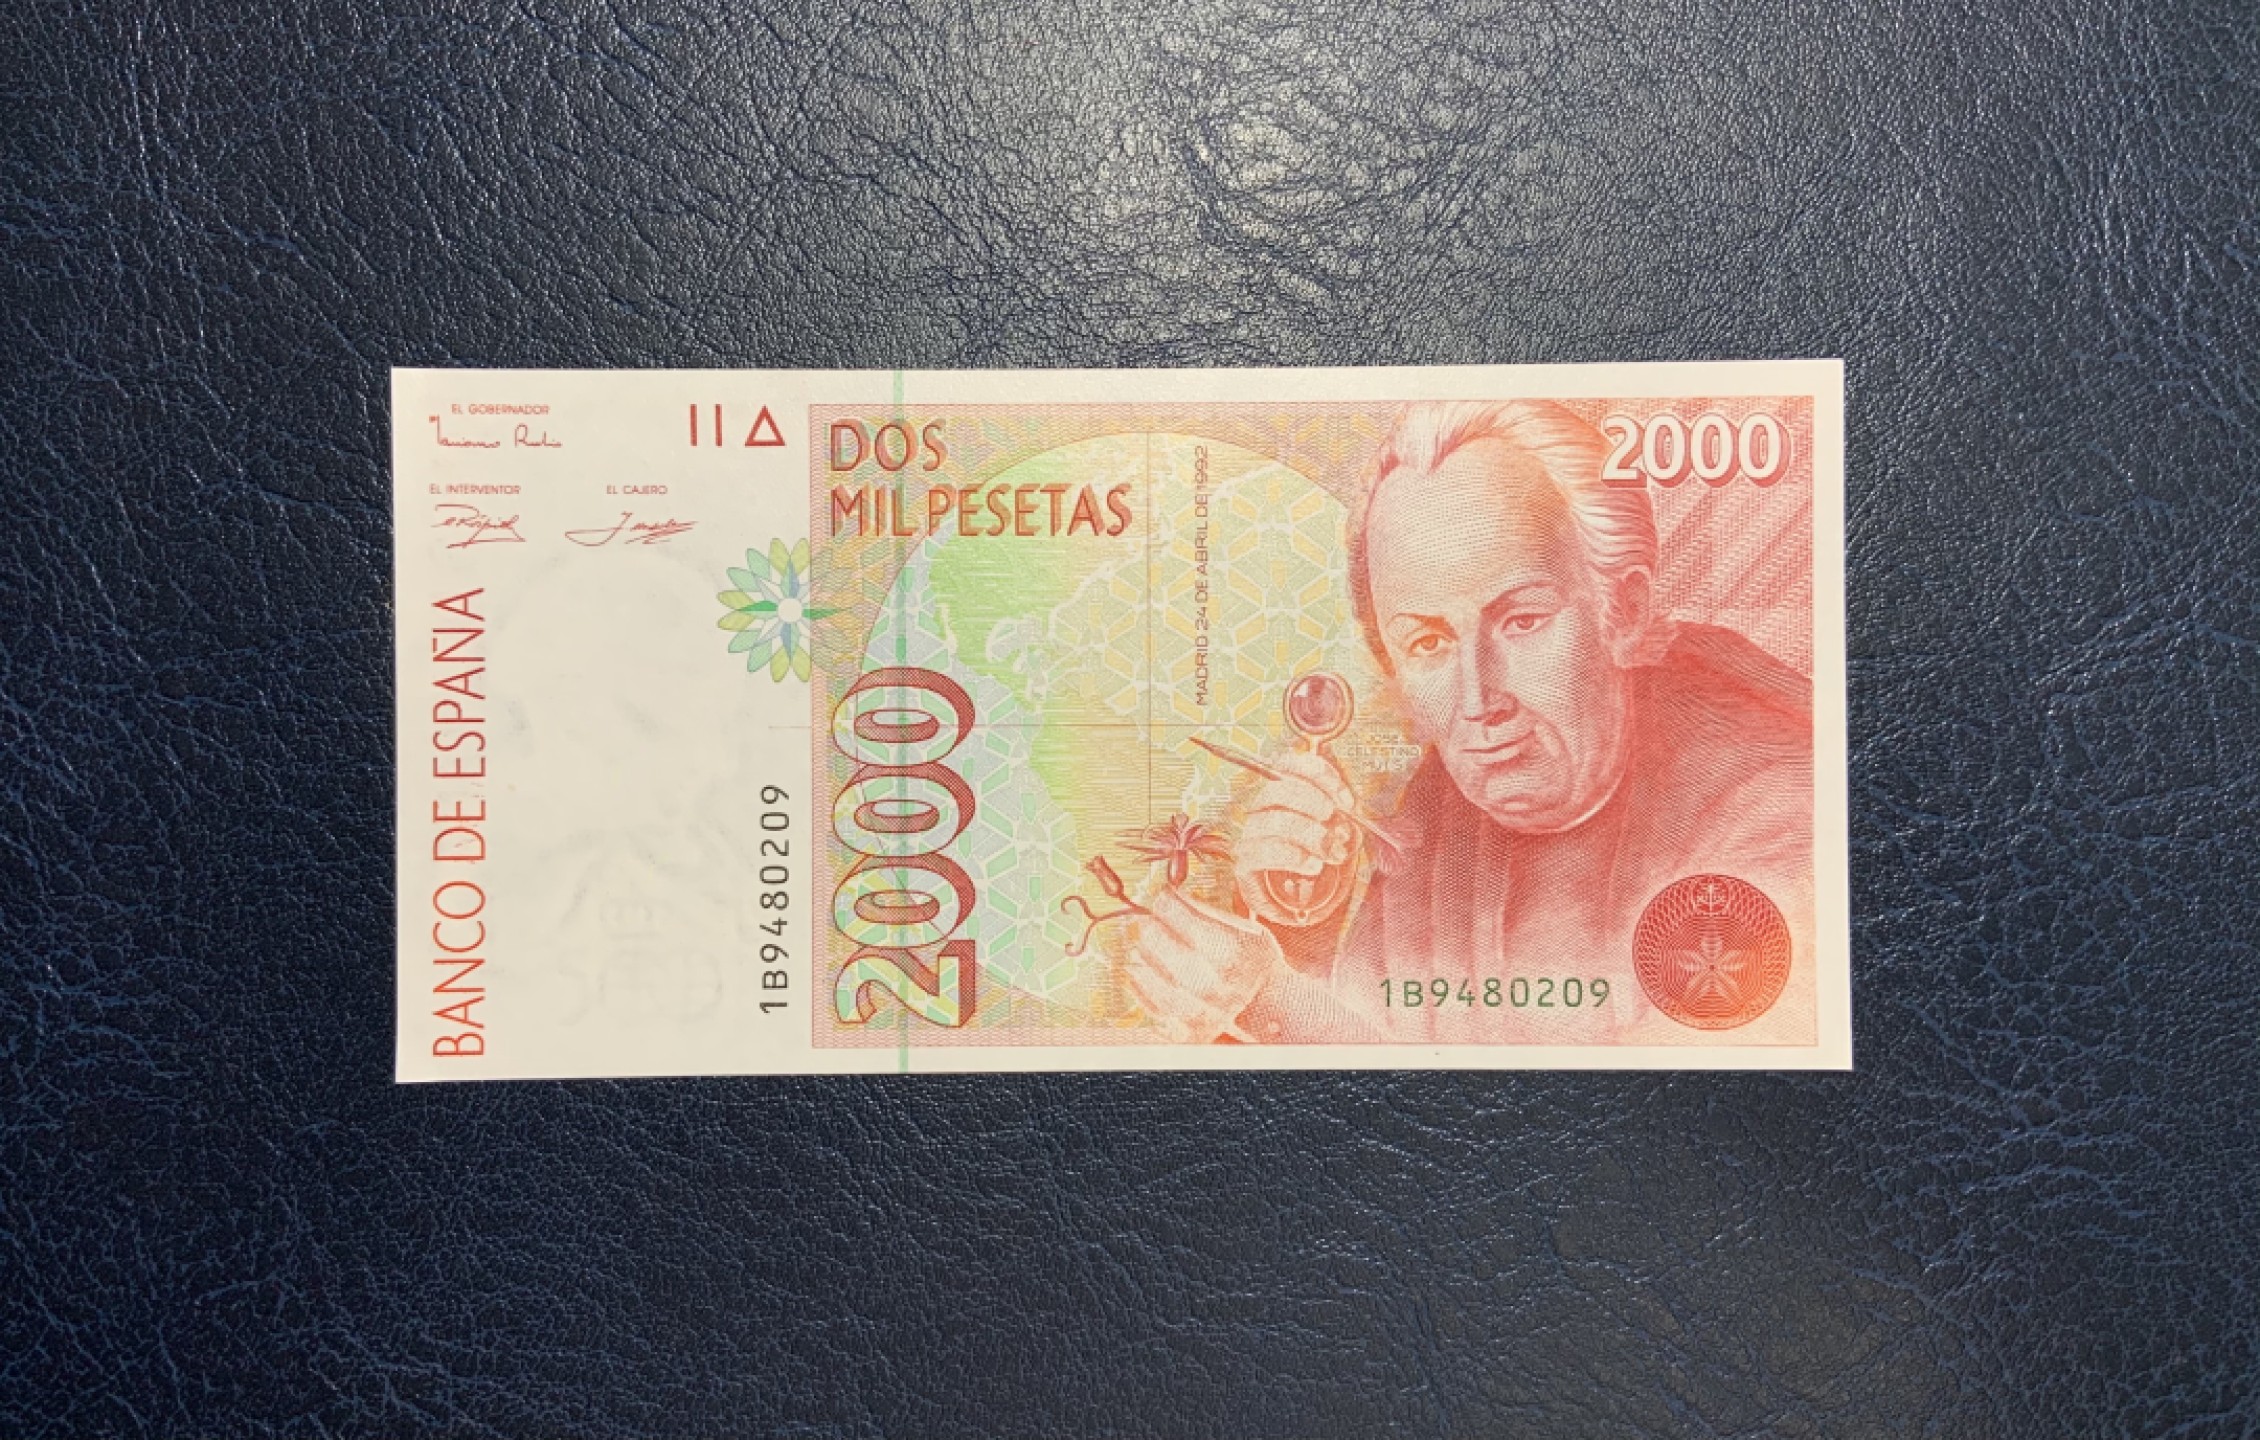 EL GOBERNADOR
EL INTERVENTOR EL CAJERO
BANCO DE ESPAÑA
1B9480209
DOS
MIL PESETAS
2000
MADRID 24 DE ABRIL DE 1992
2000
JOSE
CELESTINO
MUTIS
1B9480209